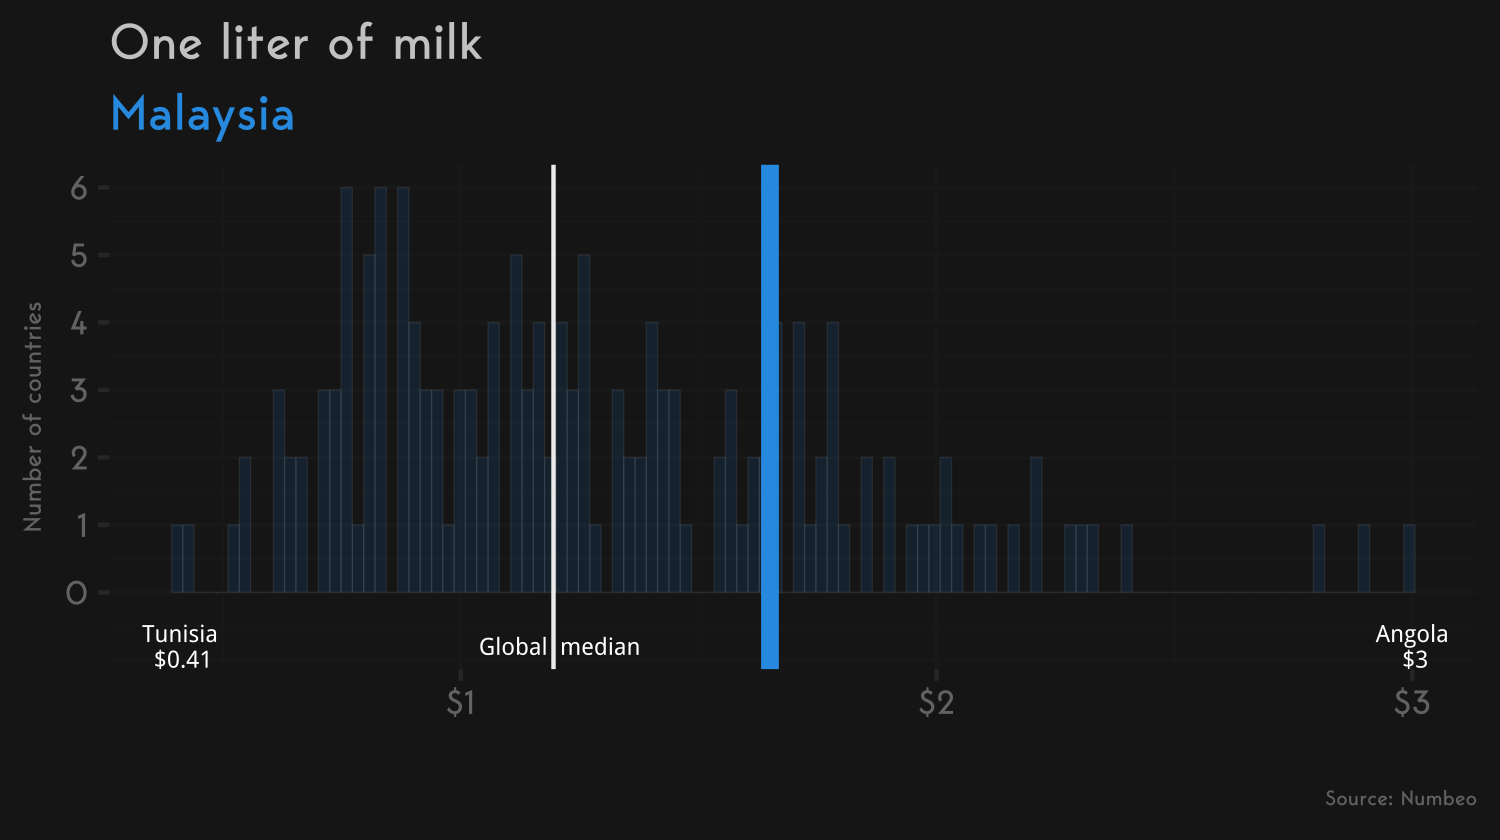 One liter of milk
Malaysia
Number of countries
6
5
4
3
2
1
0
Tunisia
$0.41
Global median
Angola
$3
$1
$2
$3
Source: Numbeo